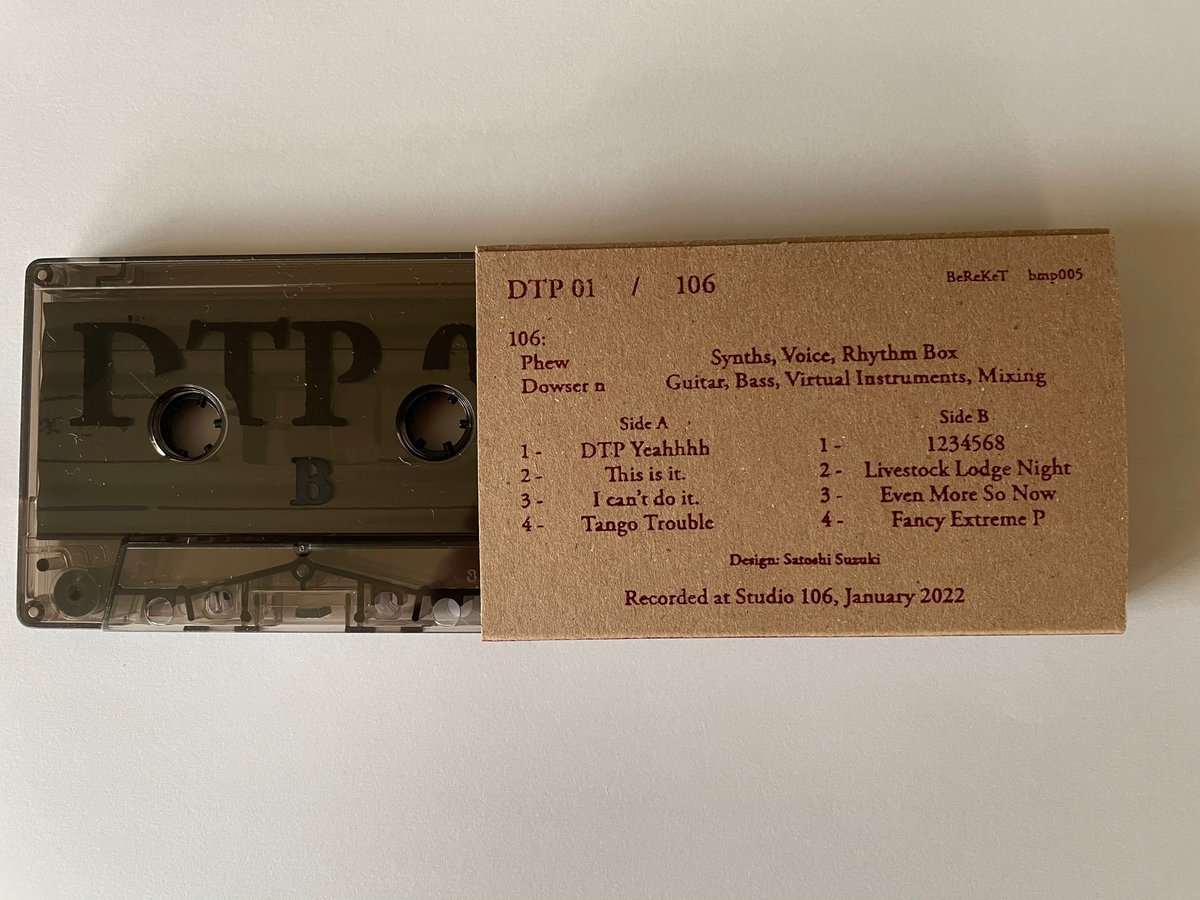 DTP 0
B
DTP 01 / 106
BeReKeT bmp005
106:
Phew Synths, Voice, Rhythm Box
Dowser n Guitar, Bass, Virtual Instruments, Mixing
Side A
1 - DTP Yeahhhh
2 - This is it.
3 - I can't do it.
4 - Tango Trouble
Side B
1 - 1234568
2 - Livestock Lodge Night
3 - Even More So Now
4 - Fancy Extreme P
Design: Satoshi Suzuki
Recorded at Studio 106, January 2022